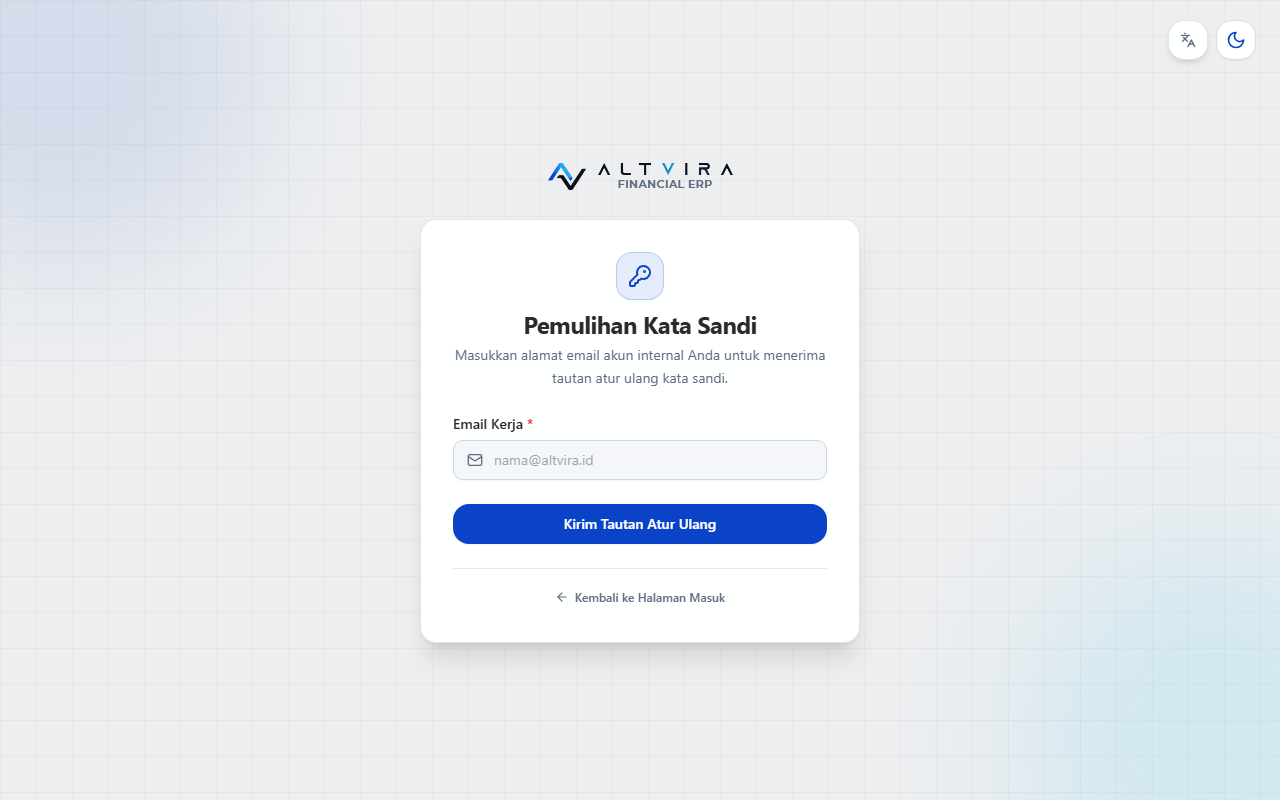 ALTVIRA
FINANCIAL ERP
Pemulihan Kata Sandi
Masukkan alamat email akun internal Anda untuk menerima
tautan atur ulang kata sandi.
Email Kerja *
nama@altvira.id
Kirim Tautan Atur Ulang
Kembali ke Halaman Masuk